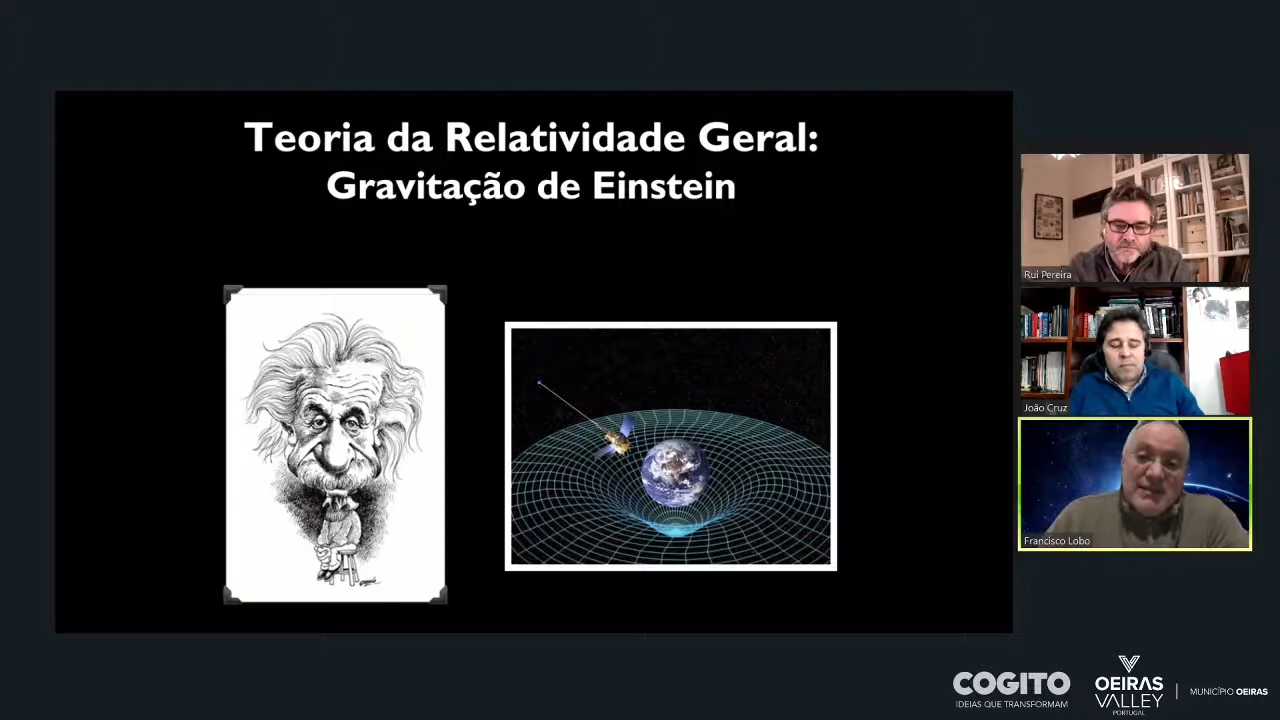 Teoria da Relatividade Geral:
Gravitação de Einstein
Rui Pereira
João Cruz
Francisco Lobo
COGITO
IDEIAS QUE TRANSFORMAM
OEIRAS
VALLEY
PORTUGAL
MUNICÍPIO OEIRAS